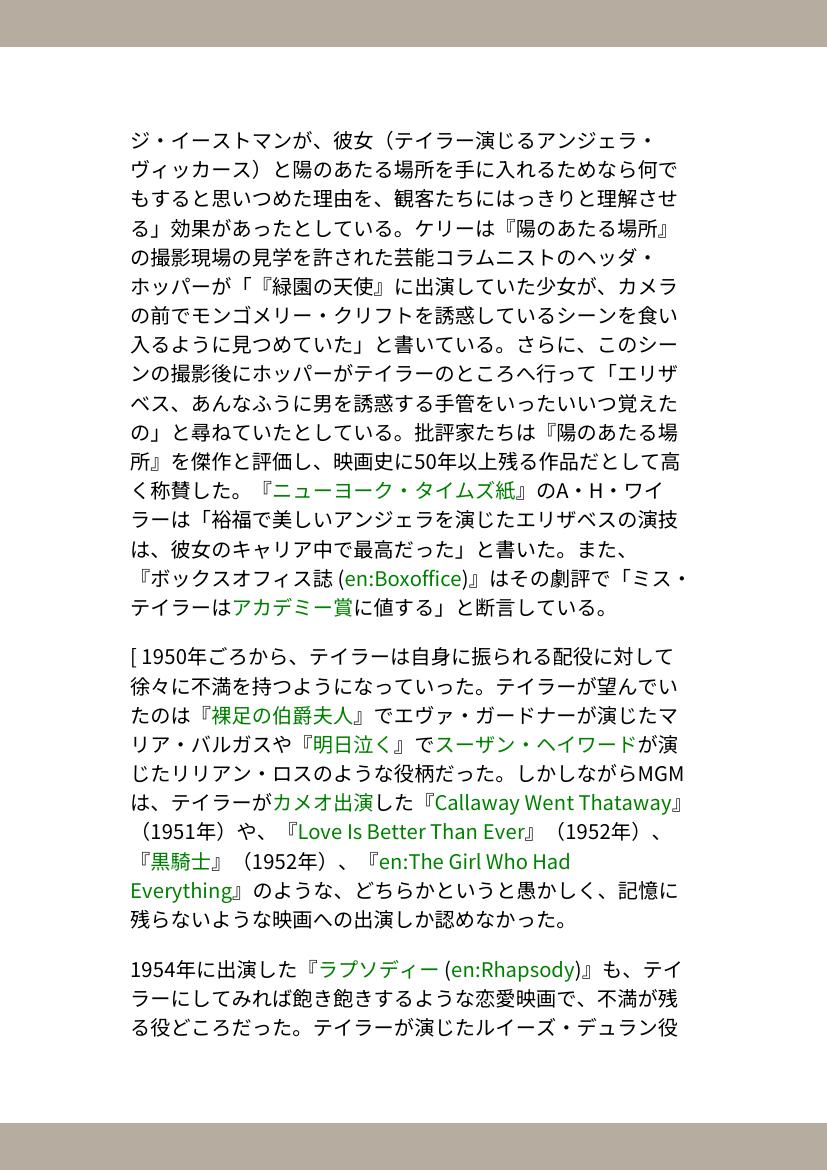 ジ・イーストマンが、彼女（テイラー演じるアンジェラ・
ヴィッカース）と陽のあたる場所を手に入れるためなら何で
もすると思いつめた理由を、観客たちにはっきりと理解させ
る」効果があったとしている。ケリーは『陽のあたる場所』
の撮影現場の見学を許された芸能コラムニストのヘッダ・
ホッパーが「『緑園の天使』に出演していた少女が、カメラ
の前でモンゴメリー・クリフトを誘惑しているシーンを食い
入るように見つめていた」と書いている。さらに、このシー
ンの撮影後にホッパーがテイラーのところへ行って「エリザ
ベス、あんなふうに男を誘惑する手管をいったいいつ覚えた
の」と尋ねていたとしている。批評家たちは『陽のあたる場
所』を傑作と評価し、映画史に50年以上残る作品だとして高
く称賛した。『ニューヨーク・タイムズ紙』のA・H・ワイ
ラーは「裕福で美しいアンジェラを演じたエリザベスの演技
は、彼女のキャリア中で最高だった」と書いた。また、
『ボックスオフィス誌 (en:Boxoffice)』はその劇評で「ミス・
テイラーはアカデミー賞に値する」と断言している。
[ 1950年ごろから、テイラーは自身に振られる配役に対して
徐々に不満を持つようになっていった。テイラーが望んでい
たのは『裸足の伯爵夫人』でエヴァ・ガードナーが演じたマ
リア・バルガスや『明日泣く』でスーザン・ヘイワードが演
じたリリアン・ロスのような役柄だった。しかしながらMGM
は、テイラーがカメオ出演した『Callaway Went Thataway』
（1951年）や、『Love Is Better Than Ever』（1952年）、
『黒騎士』（1952年）、『en:The Girl Who Had
Everything』のような、どちらかというと愚かしく、記憶に
残らないような映画への出演しか認めなかった。
1954年に出演した『ラプソディー (en:Rhapsody)』も、テイ
ラーにしてみれば飽き飽きするような恋愛映画で、不満が残
る役どころだった。テイラーが演じたルイーズ・デュラン役